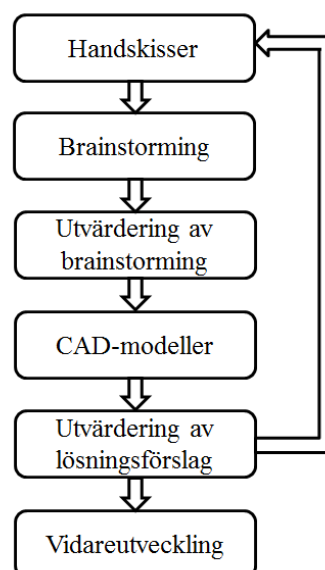 Handskisser
Brainstorming
Utvärdering av
brainstorming
CAD-modeller
Utvärdering av
lösningsförslag
Vidareutveckling